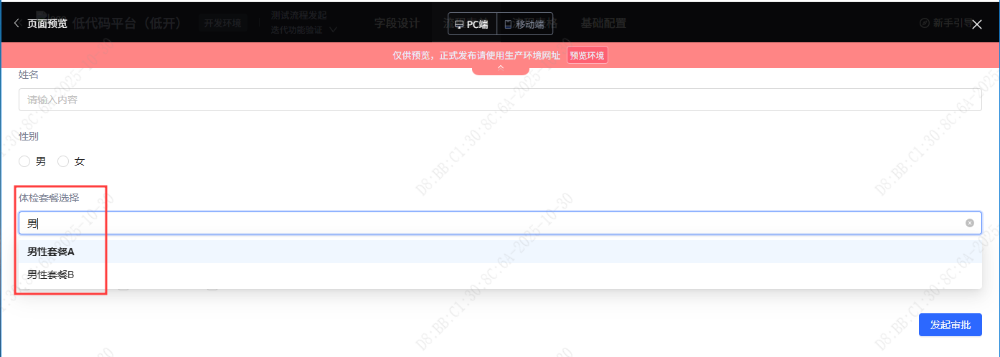 页面预览
低代码平台（低开）
开发环境
测试流程发起
迭代功能验证
字段设计
PC端
移动端
基础配置
新手引导
仅供预览，正式发布请使用生产环境网址
预览环境
姓名
请输入内容
性别
男
女
体检套餐选择
男
男性套餐A
男性套餐B
发起审批
D8:BB:C1:30:8C:6A-2025-10-30